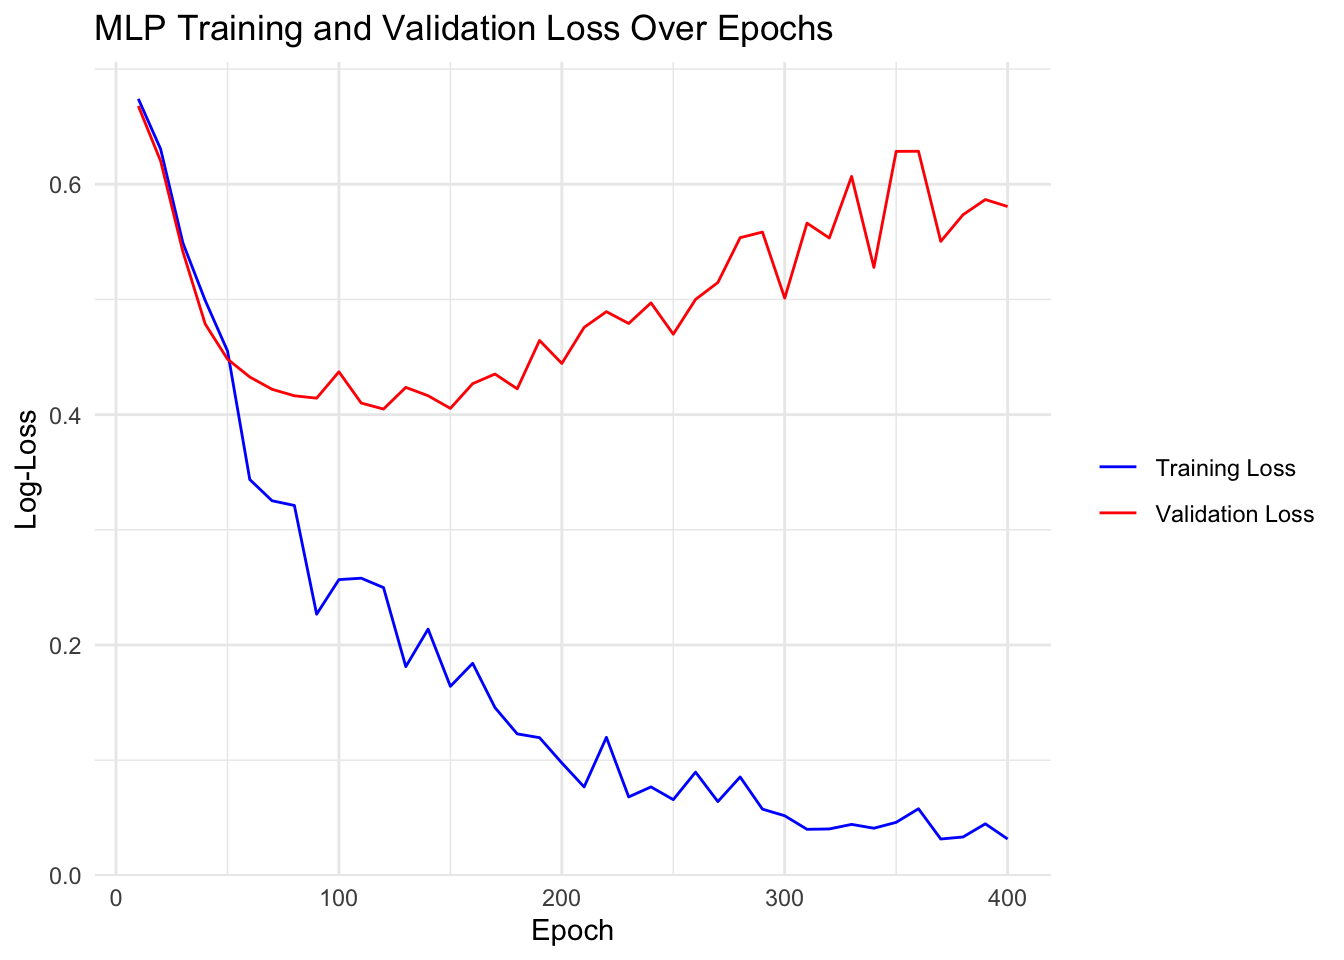 MLP Training and Validation Loss Over Epochs
Log-Loss
0.6
0.4
0.2
0.0
0 100 200 300 400
Epoch
Training Loss
Validation Loss